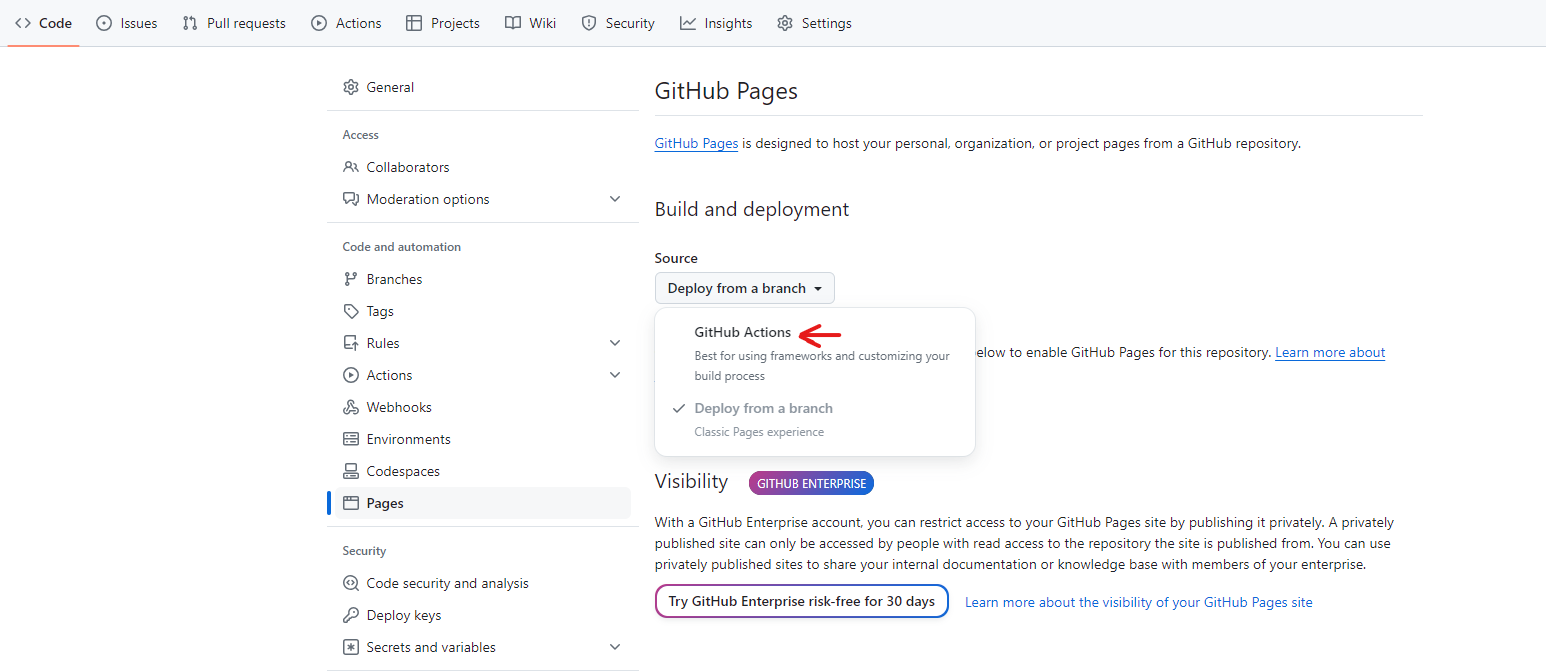 Code Issues Pull requests Actions Projects Wiki Security Insights Settings
General
Access
Collaborators
Moderation options
Code and automation
Branches
Tags
Rules
Actions
Webhooks
Environments
Codespaces
Pages
Security
Code security and analysis
Deploy keys
Secrets and variables
GitHub Pages
GitHub Pages is designed to host your personal, organization, or project pages from a GitHub repository.
Build and deployment
Source
Deploy from a branch
GitHub Actions
Best for using frameworks and customizing your
build process
Deploy from a branch
Classic Pages experience
elow to enable GitHub Pages for this repository. Learn more about
Visibility GITHUB ENTERPRISE
With a GitHub Enterprise account, you can restrict access to your GitHub Pages site by publishing it privately. A privately
published site can only be accessed by people with read access to the repository the site is published from. You can use
privately published sites to share your internal documentation or knowledge base with members of your enterprise.
Try GitHub Enterprise risk-free for 30 days Learn more about the visibility of your GitHub Pages site